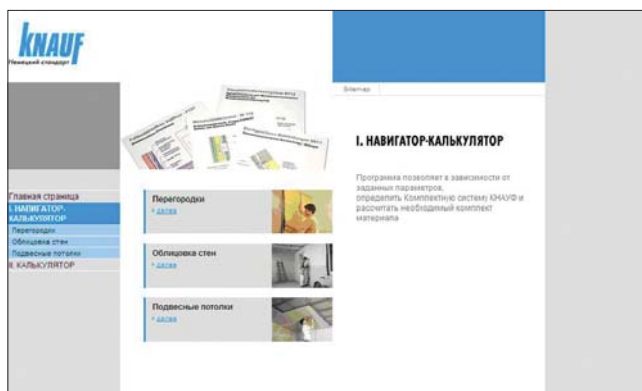 KNAUF
Немецкий стандарт
Sitemap
I. НАВИГАТОР-КАЛЬКУЛЯТОР
Программа позволяет в зависимости от
заданных параметров,
определить Комплектную систему КНАУФ и
рассчитать необходимый комплект
материала
Главная страница
I. НАВИГАТОР-
КАЛЬКУЛЯТОР
Перегородки
Облицовка стен
Подвесные потолки
II. КАЛЬКУЛЯТОР
Перегородки
далее
Облицовка стен
далее
Подвесные потолки
далее